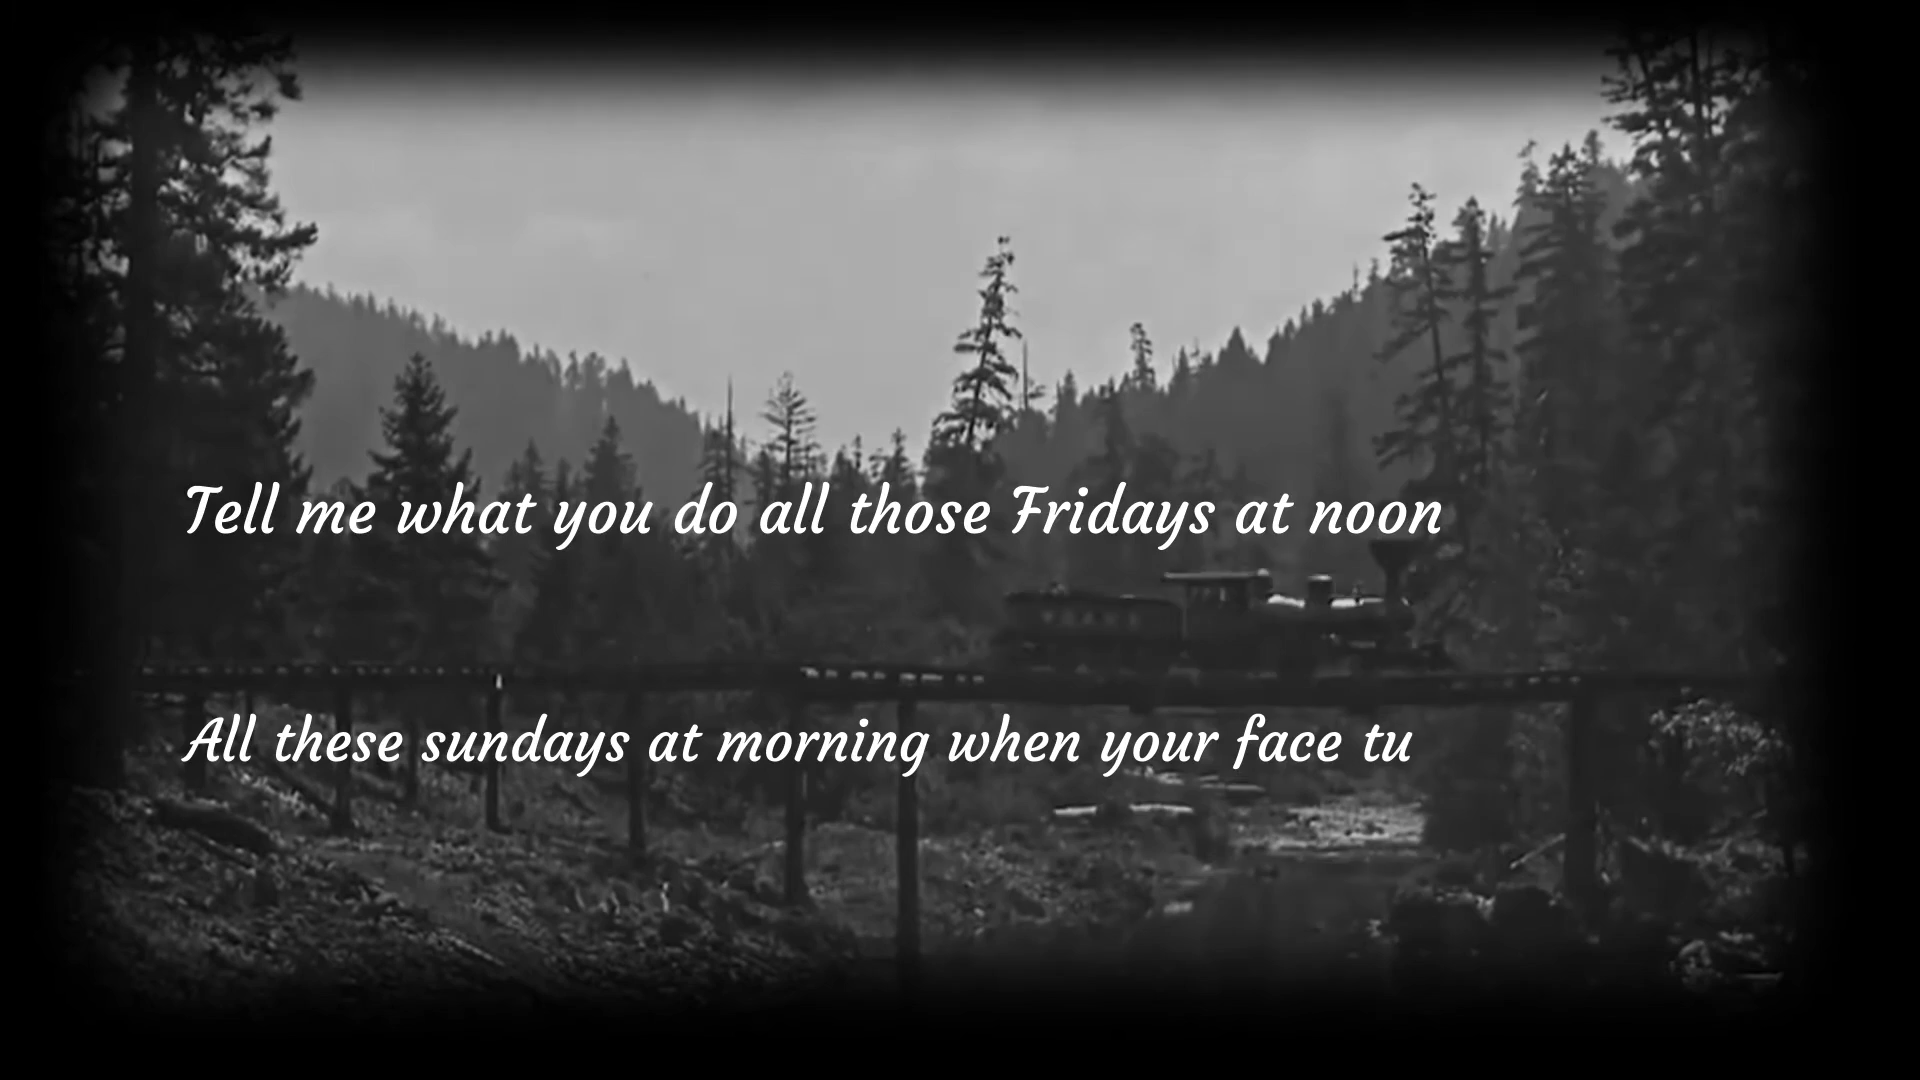 Tell me what you do all those Fridays at noon
All these sundays at morning when your face tu